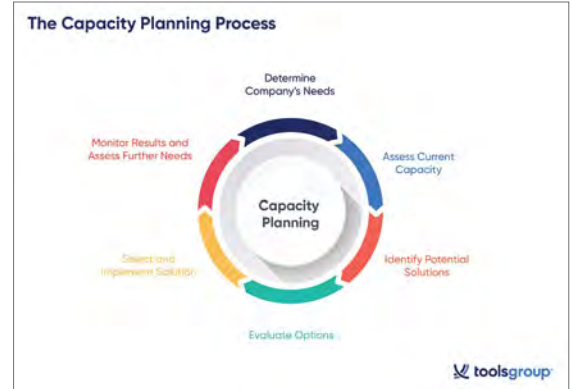 The Capacity Planning Process
Determine
Company's Needs
Assess Current
Capacity
Identify Potential
Solutions
Evaluate Options
Select and
Implement Solution
Monitor Results and
Assess Further Needs
Capacity
Planning
toolsgroup